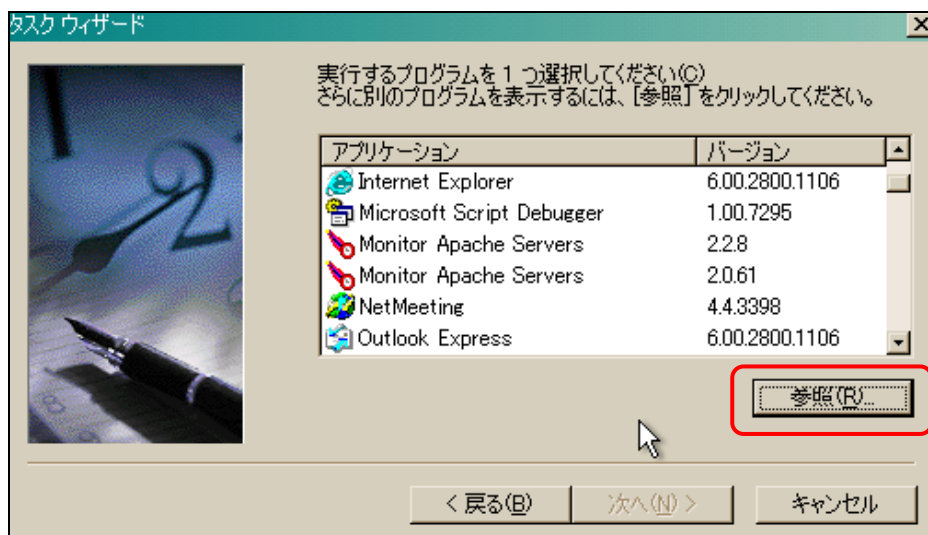 タスク ウィザード
実行するプログラムを 1 つ選択してください(C)
さらに別のプログラムを表示するには、[参照] をクリックしてください。
アプリケーション バージョン
Internet Explorer 6.00.2800.1106
Microsoft Script Debugger 1.00.7295
Monitor Apache Servers 2.2.8
Monitor Apache Servers 2.0.61
NetMeeting 4.4.3398
Outlook Express 6.00.2800.1106
参照(R)...
< 戻る(B) 次へ(N) > キャンセル